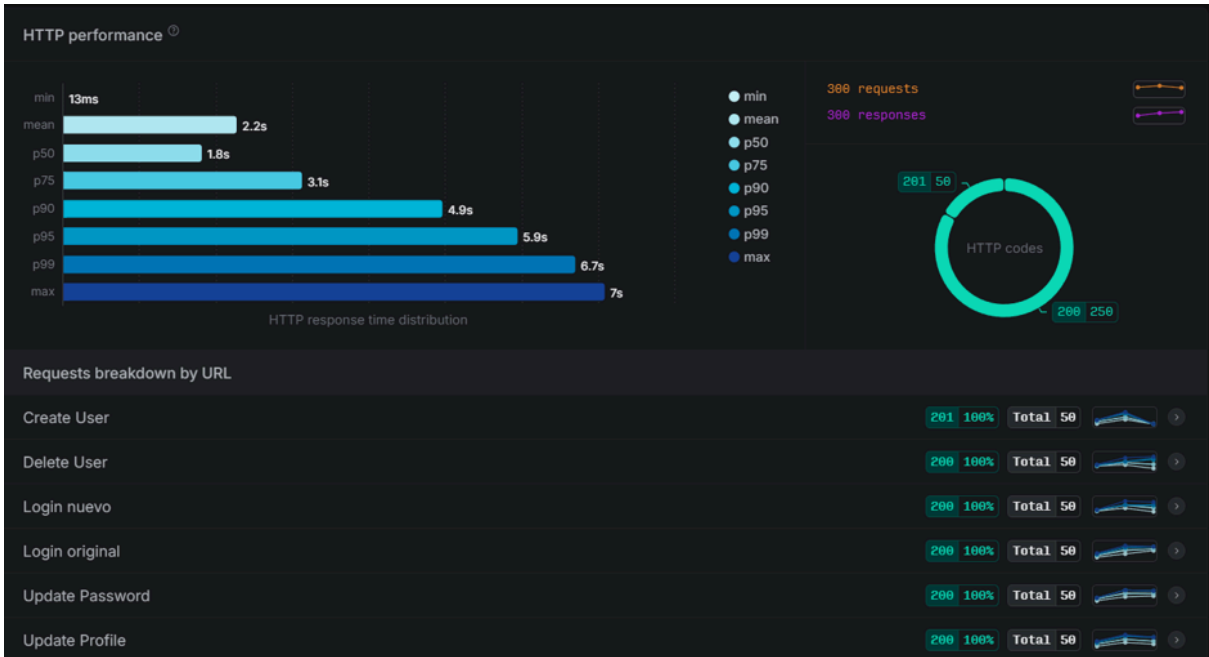 HTTP performance ?
min 13ms
mean 2.2s
p50 1.8s
p75 3.1s
p90 4.9s
p95 5.9s
p99 6.7s
max 7s
HTTP response time distribution
min
mean
p50
p75
p90
p95
p99
max
300 requests
300 responses
201 50
HTTP codes
200 250
Requests breakdown by URL
Create User 201 100% Total 50
Delete User 200 100% Total 50
Login nuevo 200 100% Total 50
Login original 200 100% Total 50
Update Password 200 100% Total 50
Update Profile 200 100% Total 50